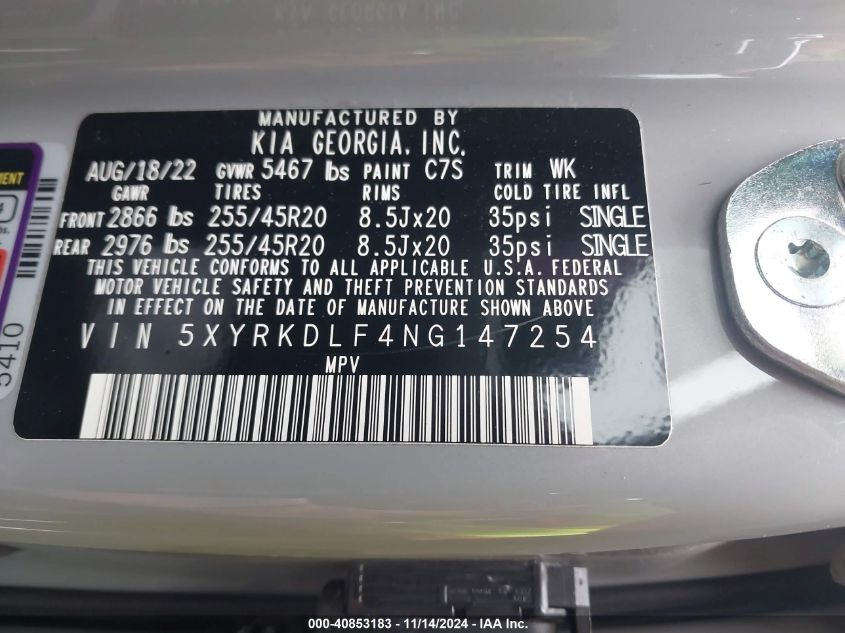 MANUFACTURED BY
KIA GEORGIA, INC.
AUG/18/22 GVWR 5467 lbs PAINT C7S TRIM WK
GAWR TIRES RIMS COLD TIRE INFL
FRONT 2866 lbs 255/45R20 8.5Jx20 35psi SINGLE
REAR 2976 lbs 255/45R20 8.5Jx20 35psi SINGLE
THIS VEHICLE CONFORMS TO ALL APPLICABLE U.S.A. FEDERAL
MOTOR VEHICLE SAFETY AND THEFT PREVENTION STANDARDS
IN EFFECT ON THE DATE OF MANUFACTURE SHOWN ABOVE
VIN 5XYRKDLF4NG147254
MPV
5410
000-40853183 - 11/14/2024 - IAA Inc.